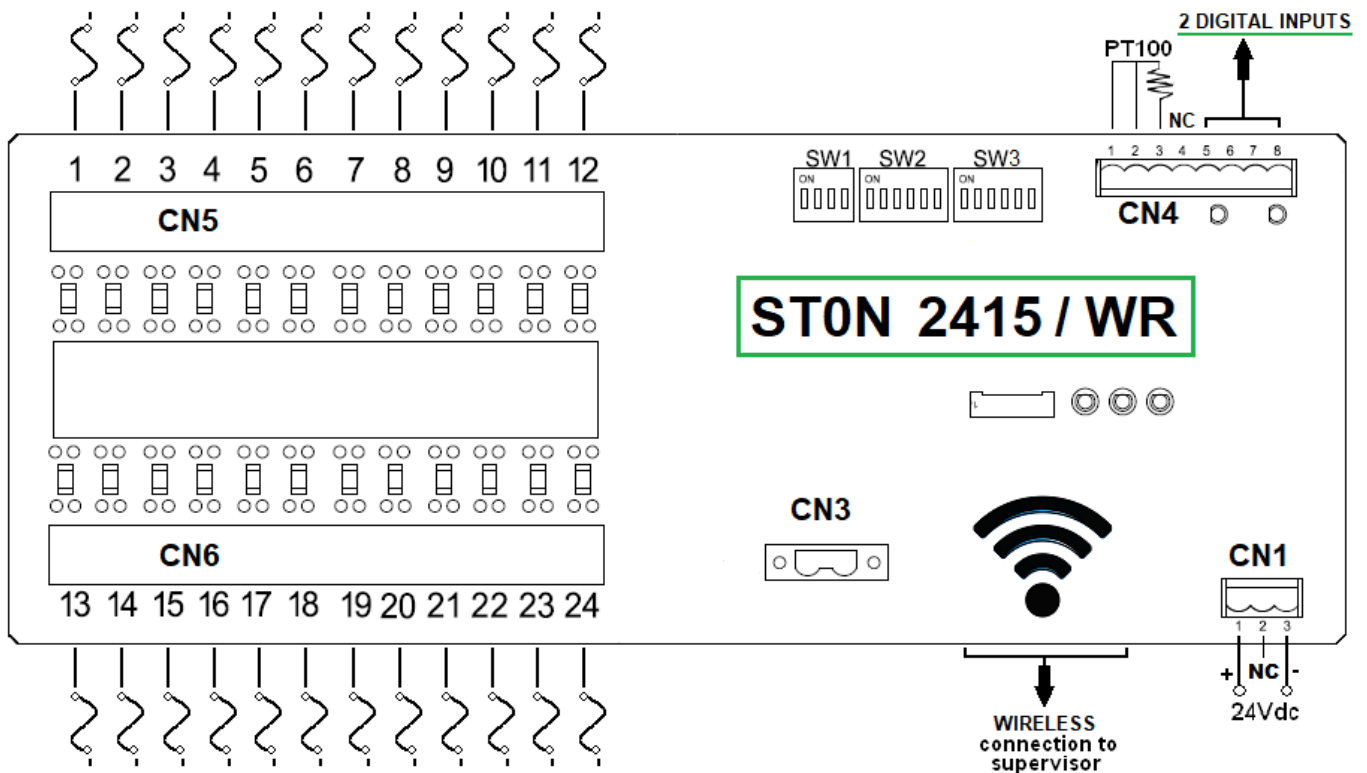 2 DIGITAL INPUTS
PT100
NC
1 2 3 4 5 6 7 8
1 2 3 4 5 6 7 8 9 10 11 12
SW1 SW2 SW3
ON ON ON
CN5
CN4
ST0N 2415 / WR
CN3
CN6
CN1
13 14 15 16 17 18 19 20 21 22 23 24
1 2 3
+ NC -
24Vdc
WIRELESS
connection to
supervisor